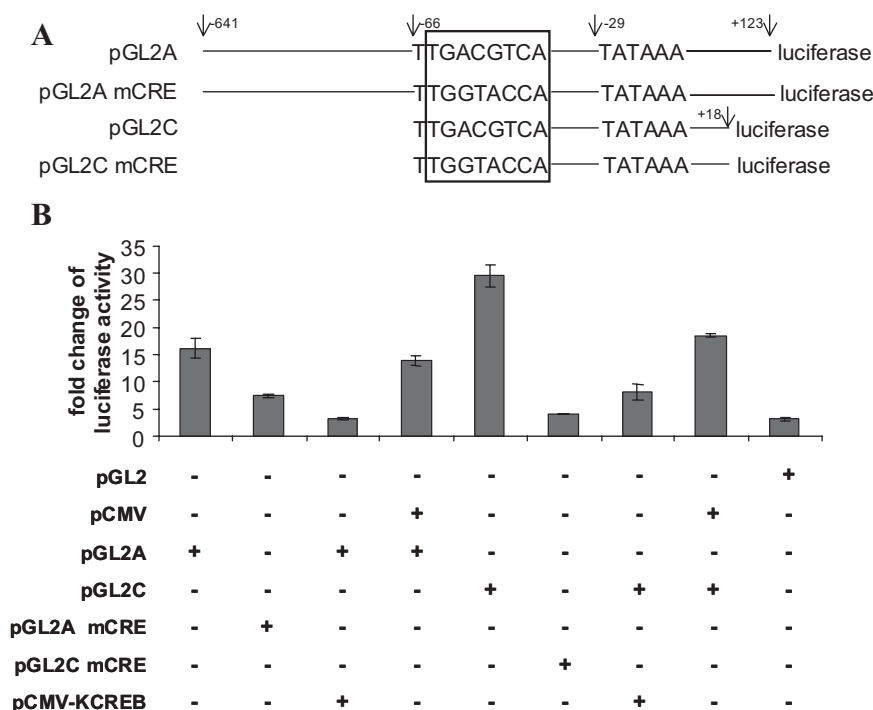 A
-641 -66 -29 +123
pGL2A TTGACGTCA TATAAA luciferase
pGL2A mCRE TTGGTACCA TATAAA luciferase
+18
pGL2C TTGACGTCA TATAAA luciferase
pGL2C mCRE TTGGTACCA TATAAA luciferase
B
fold change of
luciferase activity
35
30
25
20
15
10
5
0
pGL2 - - - - - - - - +
pCMV - - - + - - - + -
pGL2A + - + + - - - - -
pGL2C - - - - + - + + -
pGL2A mCRE - + - - - - - - -
pGL2C mCRE - - - - - + - - -
pCMV-KCREB - - + - - - + - -